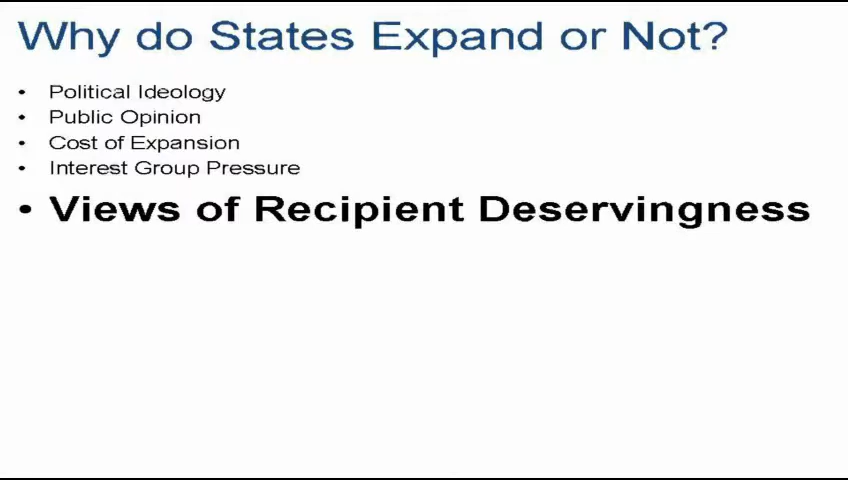 Why do States Expand or Not?
• Political Ideology
• Public Opinion
• Cost of Expansion
• Interest Group Pressure
• Views of Recipient Deservingness